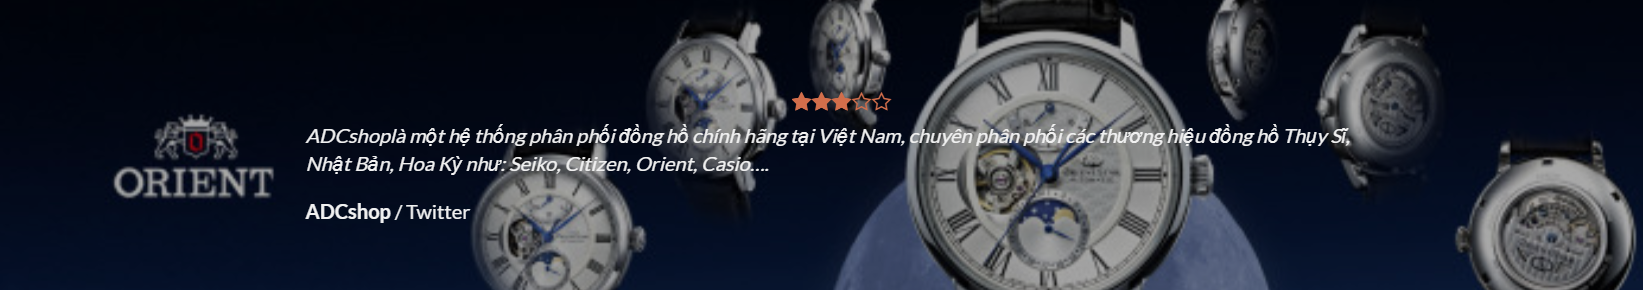 ORIENT
ADCshoplà một hệ thống phân phối đồng hồ chính hãng tại Việt Nam, chuyên phân phối các thương hiệu đồng hồ Thụy Sĩ,
Nhật Bản, Hoa Kỳ như: Seiko, Citizen, Orient, Casio....
ADCshop / Twitter
XII